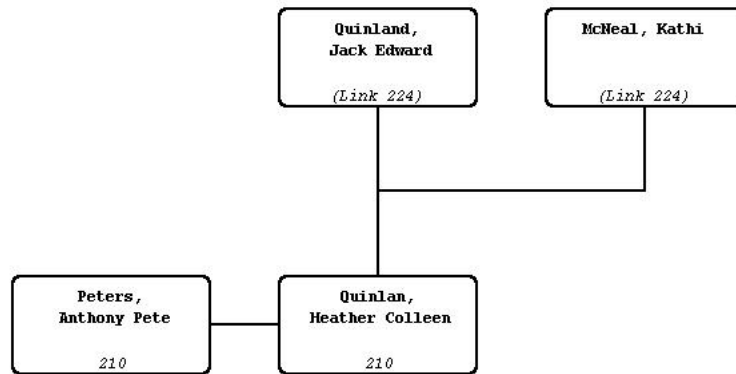 Quinland,
Jack Edward
(Link 224)
McNeal, Kathi
(Link 224)
Peters,
Anthony Pete
210
Quinlan,
Heather Colleen
210